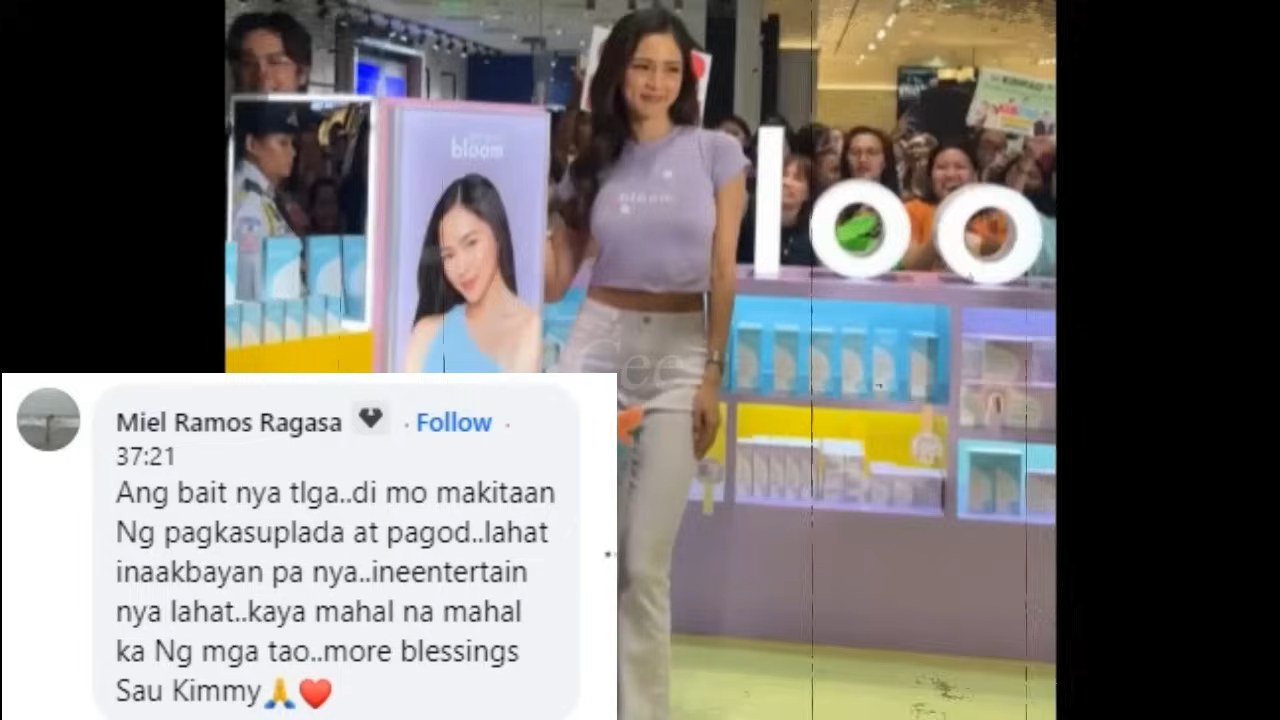 bloom
bloom
loo
Cee
Miel Ramos Ragasa · Follow ·
37:21
Ang bait nya tlga..di mo makitaan
Ng pagkasuplada at pagod..lahat
inaakbayan pa nya..ineentertain
nya lahat..kaya mahal na mahal
ka Ng mga tao..more blessings
Sau Kimmy🙏❤️